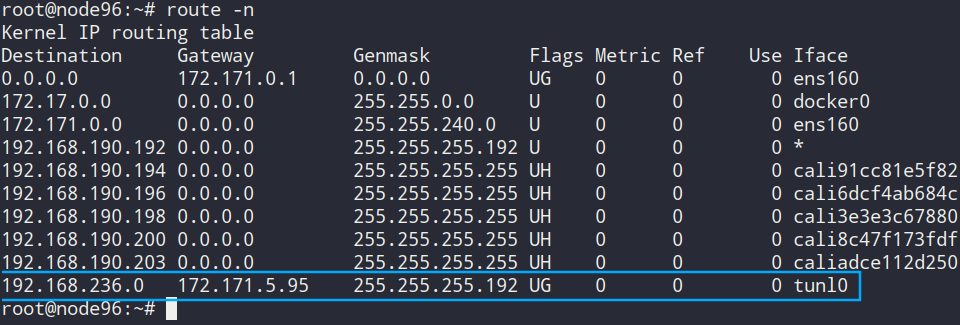 root@node96:~# route -n
Kernel IP routing table
Destination Gateway Genmask Flags Metric Ref Use Iface
0.0.0.0 172.171.0.1 0.0.0.0 UG 0 0 0 ens160
172.17.0.0 0.0.0.0 255.255.0.0 U 0 0 0 docker0
172.171.0.0 0.0.0.0 255.255.240.0 U 0 0 0 ens160
192.168.190.192 0.0.0.0 255.255.255.192 U 0 0 0 *
192.168.190.194 0.0.0.0 255.255.255.255 UH 0 0 0 cali91cc81e5f82
192.168.190.196 0.0.0.0 255.255.255.255 UH 0 0 0 cali6dcf4ab684c
192.168.190.198 0.0.0.0 255.255.255.255 UH 0 0 0 cali3e3e3c67880
192.168.190.200 0.0.0.0 255.255.255.255 UH 0 0 0 cali8c47f173fdf
192.168.190.203 0.0.0.0 255.255.255.255 UH 0 0 0 caliadce112d250
192.168.236.0 172.171.5.95 255.255.255.192 UG 0 0 0 tunl0
root@node96:~#